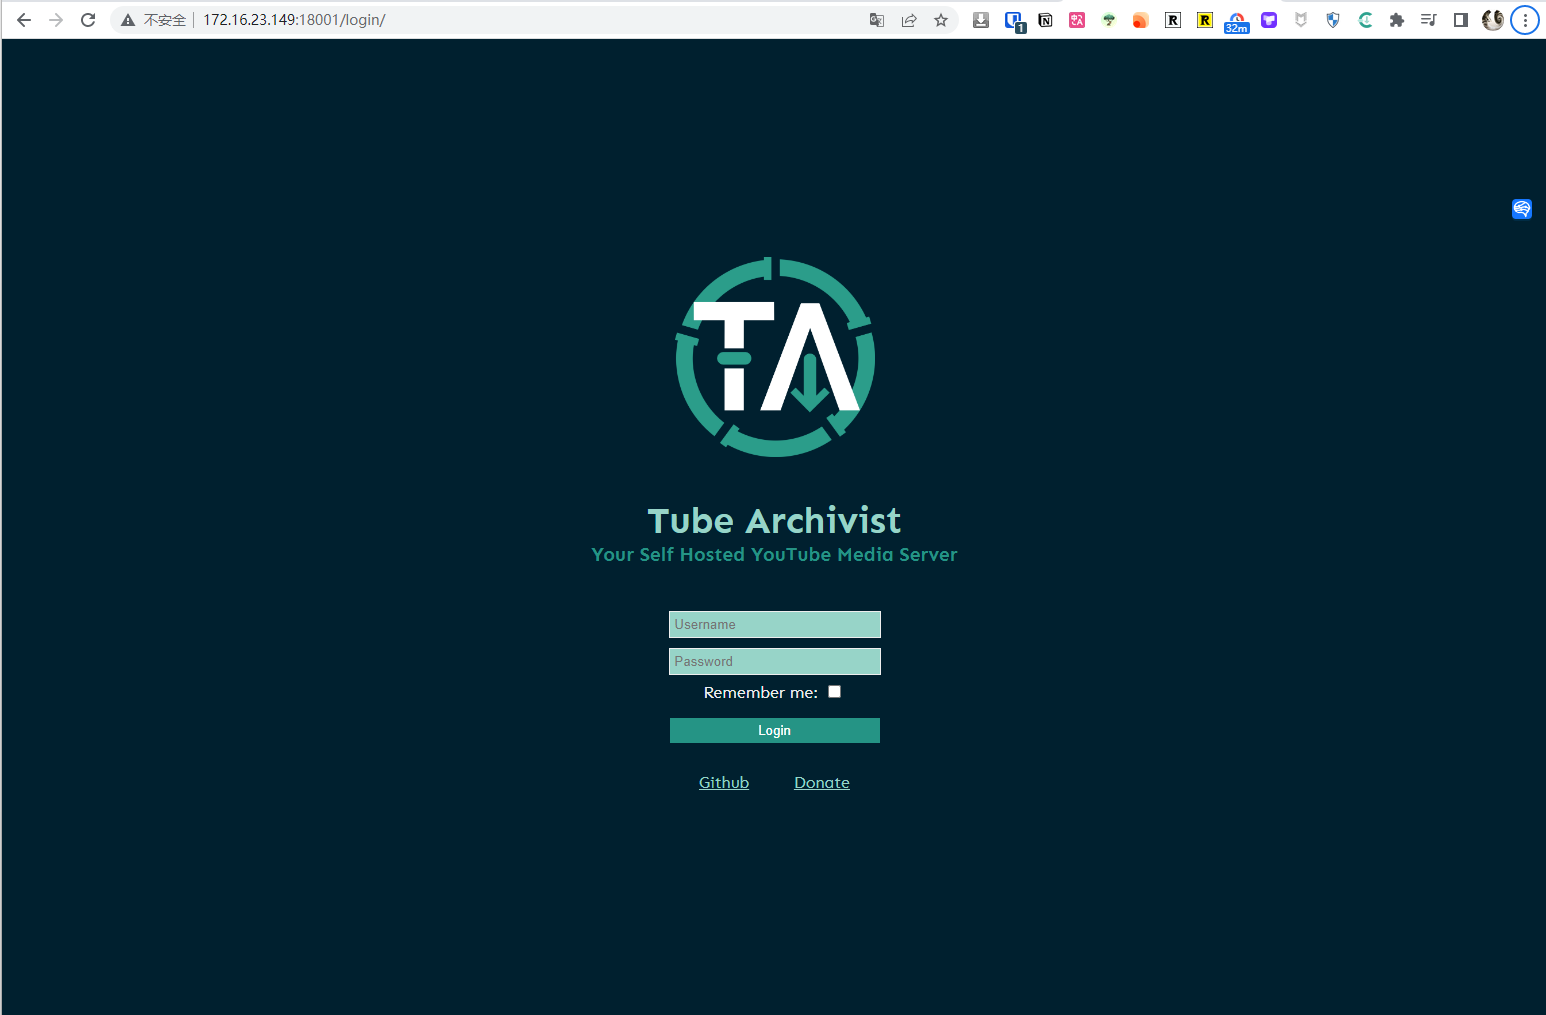 不安全 172.16.23.149:18001/login/
1
32m
TA
Tube Archivist
Your Self Hosted YouTube Media Server
Username
Password
Remember me:
Login
Github Donate